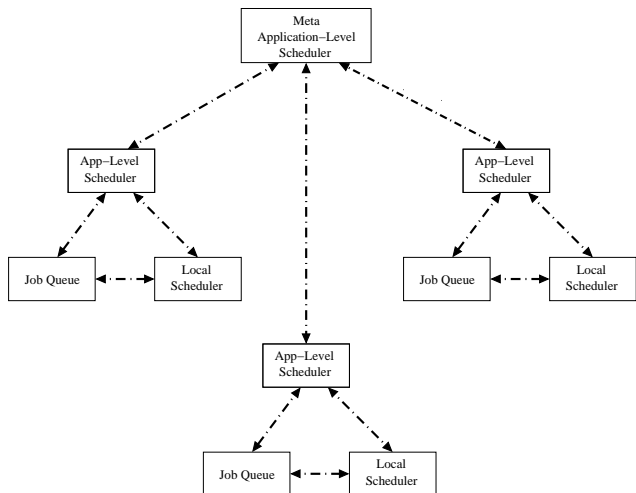 Meta
Application−Level
Scheduler
App−Level
Scheduler
App−Level
Scheduler
Job Queue
Local
Scheduler
Job Queue
Local
Scheduler
App−Level
Scheduler
Job Queue
Local
Scheduler